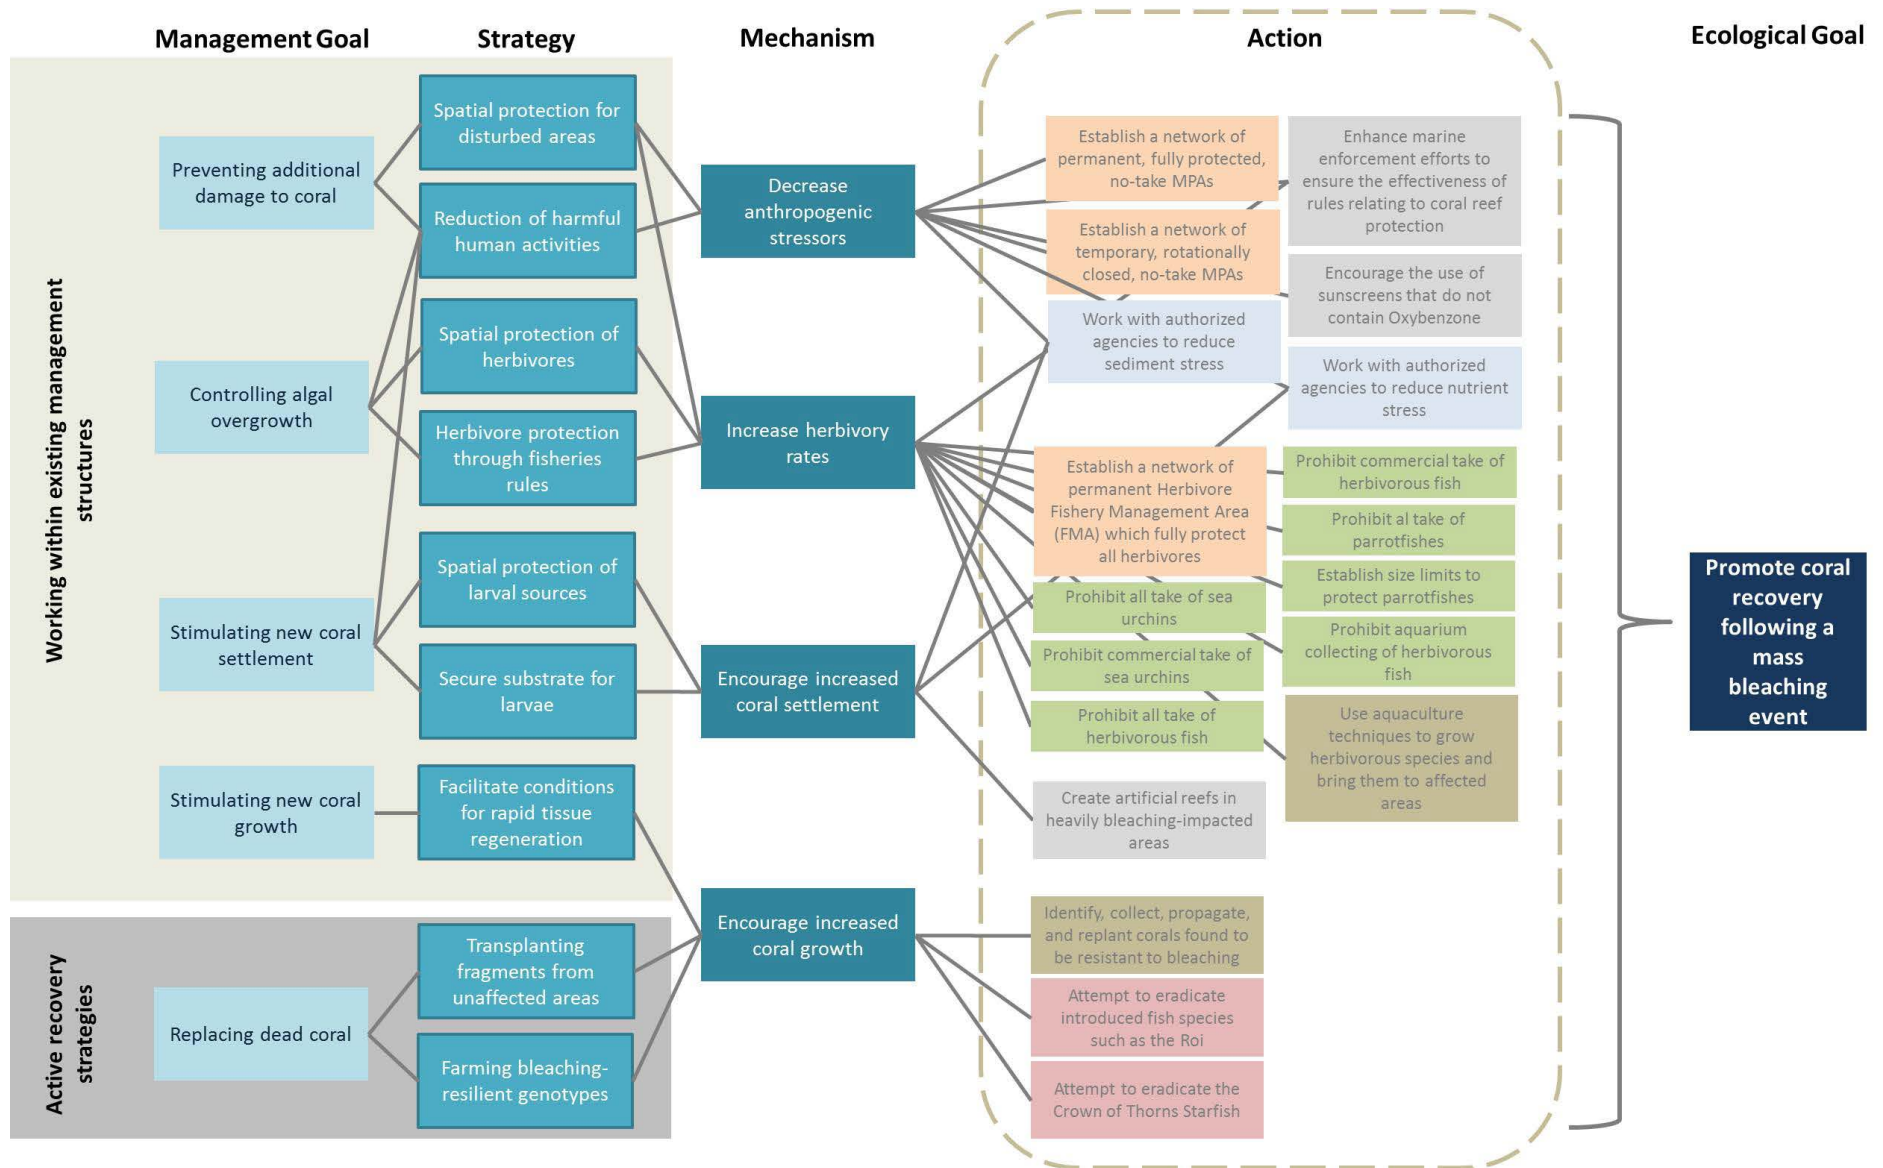 Management Goal
Strategy
Mechanism
Action
Ecological Goal
Working within existing management
structures
Preventing additional
damage to coral
Controlling algal
overgrowth
Stimulating new coral
settlement
Stimulating new coral
growth
Active recovery
strategies
Replacing dead coral
Spatial protection for
disturbed areas
Reduction of harmful
human activities
Spatial protection of
herbivores
Herbivore protection
through fisheries
rules
Spatial protection of
larval sources
Secure substrate for
larvae
Facilitate conditions
for rapid tissue
regeneration
Transplanting
fragments from
unaffected areas
Farming bleaching-
resilient genotypes
Decrease
anthropogenic
stressors
Increase herbivory
rates
Encourage increased
coral settlement
Encourage increased
coral growth
Establish a network of
permanent, fully protected,
no-take MPAs
Establish a network of
temporary, rotationally
closed, no-take MPAs
Work with authorized
agencies to reduce
sediment stress
Establish a network of
permanent Herbivore
Fishery Management Area
(FMA) which fully protect
all herbivores
Prohibit all take of sea
urchins
Prohibit commercial take of
sea urchins
Prohibit all take of
herbivorous fish
Create artificial reefs in
heavily bleaching-impacted
areas
Identify, collect, propagate,
and replant corals found to
be resistant to bleaching
Attempt to eradicate
introduced fish species
such as the Roi
Attempt to eradicate the
Crown of Thorns Starfish
Enhance marine
enforcement efforts to
ensure the effectiveness of
rules relating to coral reef
protection
Encourage the use of
sunscreens that do not
contain Oxybenzone
Work with authorized
agencies to reduce nutrient
stress
Prohibit commercial take of
herbivorous fish
Prohibit al take of
parrotfishes
Establish size limits to
protect parrotfishes
Prohibit aquarium
collecting of herbivorous
fish
Use aquaculture
techniques to grow
herbivorous species and
bring them to affected
areas
Promote coral
recovery
following a
mass
bleaching
event